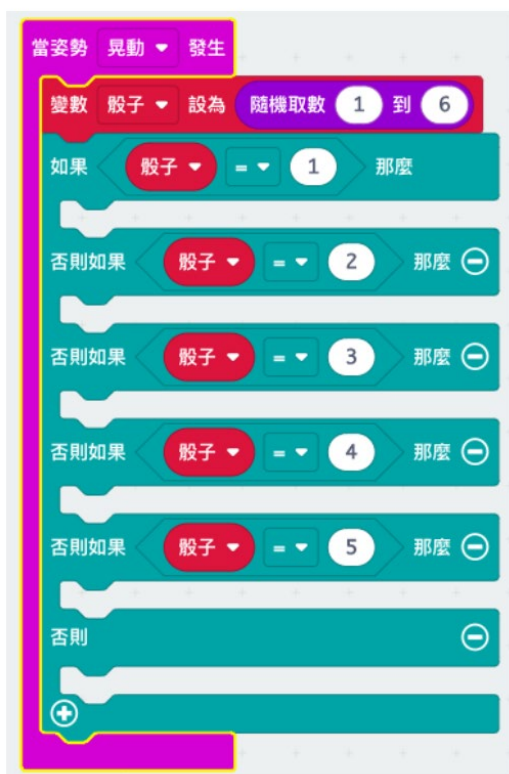 當姿勢 晃動 發生
變數 骰子 設為 隨機取數 1 到 6
如果 骰子 = 1 那麼
否則如果 骰子 = 2 那麼
否則如果 骰子 = 3 那麼
否則如果 骰子 = 4 那麼
否則如果 骰子 = 5 那麼
否則